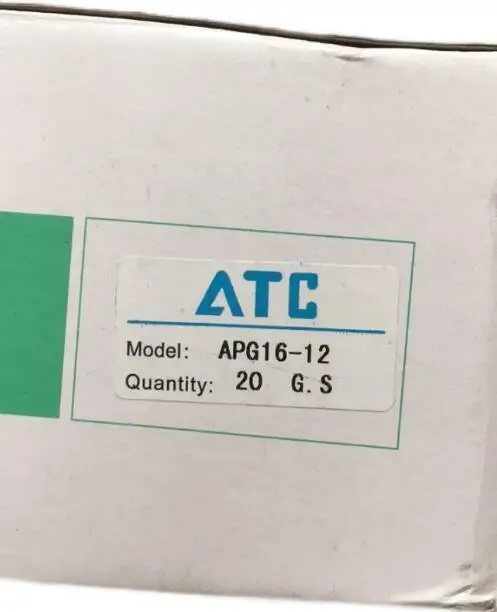 ATC
Model: APG16-12
Quantity: 20 G.S